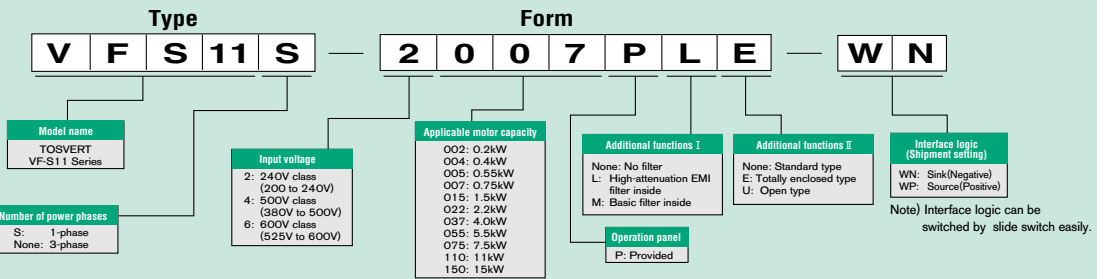 Type
Form
V F S 11 S — 2 0 0 7 P L E — W N
Model name
TOSVERT
VF-S11 Series
Number of power phases
S: 1-phase
None: 3-phase
Input voltage
2: 240V class
(200 to 240V)
4: 500V class
(380V to 500V)
6: 600V class
(525V to 600V)
Applicable motor capacity
002: 0.2kW
004: 0.4kW
005: 0.55kW
007: 0.75kW
015: 1.5kW
022: 2.2kW
037: 4.0kW
055: 5.5kW
075: 7.5kW
110: 11kW
150: 15kW
Operation panel
P: Provided
Additional functions I
None: No filter
L: High-attenuation EMI
filter inside
M: Basic filter inside
Additional functions II
None: Standard type
E: Totally enclosed type
U: Open type
Interface logic
(Shipment setting)
WN: Sink(Negative)
WP: Source(Positive)
Note) Interface logic can be
switched by slide switch easily.